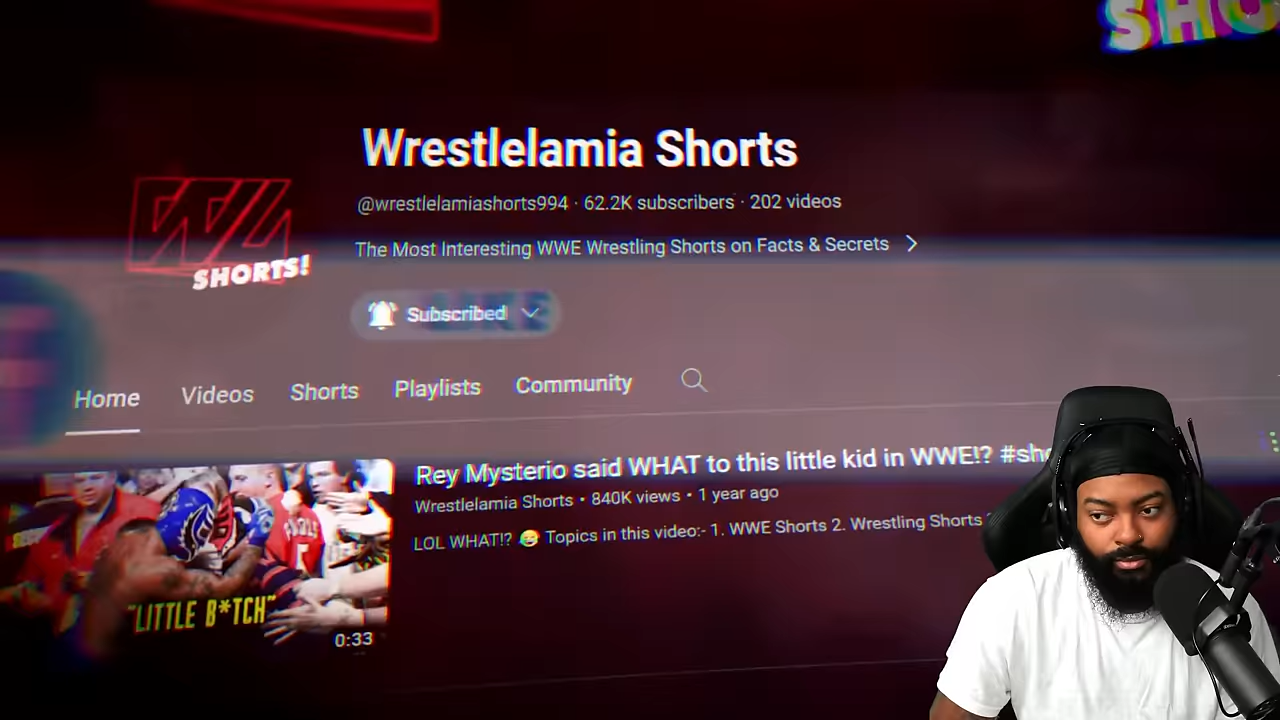 SHO
Wrestlelamia Shorts
@wrestlelamiashorts994 · 62.2K subscribers · 202 videos
SHORTS!
The Most Interesting WWE Wrestling Shorts on Facts & Secrets
Subscribed
Home Videos Shorts Playlists Community
Rey Mysterio said WHAT to this little kid in WWE!? #sho
Wrestlelamia Shorts • 840K views • 1 year ago
LOL WHAT!? 😅 Topics in this video:- 1. WWE Shorts 2. Wrestling Shorts
"LITTLE B*TCH"
0:33